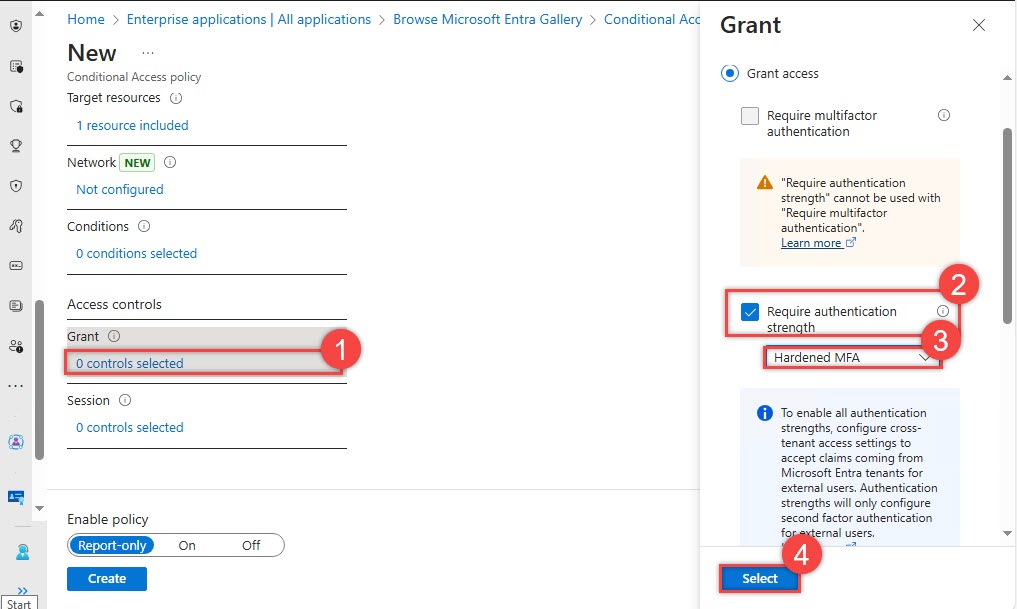 Home > Enterprise applications | All applications > Browse Microsoft Entra Gallery > Conditional Acc
New ...
Conditional Access policy
Target resources
1 resource included
Network NEW
Not configured
Conditions
0 conditions selected
Access controls
Grant
0 controls selected
1
Session
0 controls selected
Enable policy
Report-only On Off
Create
Start
Grant
Grant access
Require multifactor
authentication
"Require authentication
strength" cannot be used with
"Require multifactor
authentication".
Learn more
2
Require authentication
strength
3
Hardened MFA
To enable all authentication
strengths, configure cross-
tenant access settings to
accept claims coming from
Microsoft Entra tenants for
external users. Authentication
strengths will only configure
second factor authentication
for external users.
4
Select